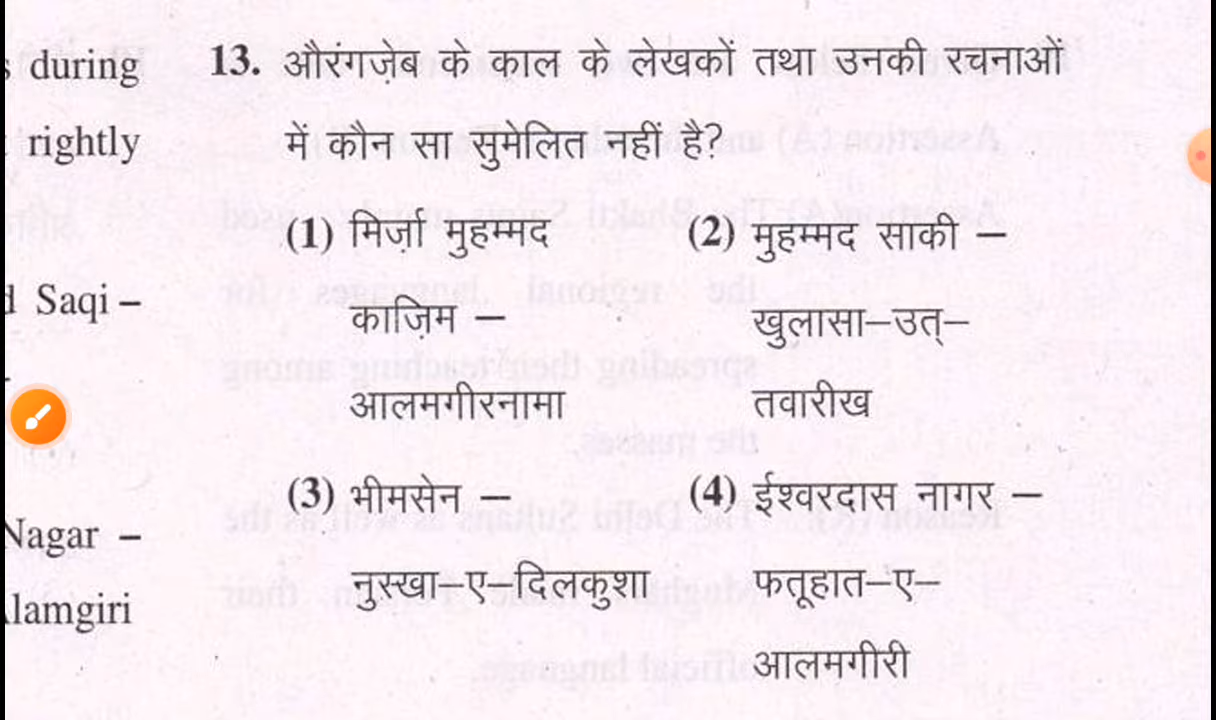 during
rightly
Saqi –
Nagar –
lamgiri
13. औरंगज़ेब के काल के लेखकों तथा उनकी रचनाओं
में कौन सा सुमेलित नहीं है?
(1) मिर्ज़ा मुहम्मद
काज़िम –
आलमगीरनामा
(2) मुहम्मद साकी –
खुलासा–उत्–
तवारीख
(3) भीमसेन –
नुस्खा–ए–दिलकुशा
(4) ईश्वरदास नागर –
फतूहात–ए–
आलमगीरी